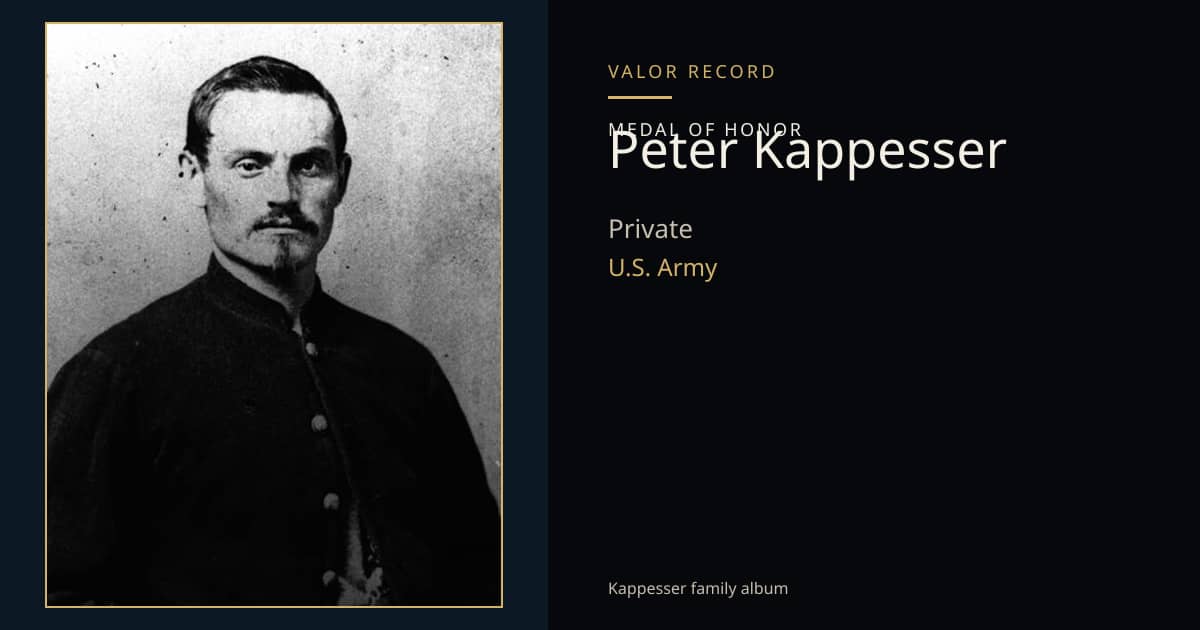 VALOR RECORD
MEDAL OF HONOR
Peter Kappesser
Private
U.S. Army
Kappesser family album